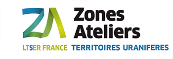 ZA Zones
Ateliers
LTSER FRANCE TERRITOIRES URANIFERES